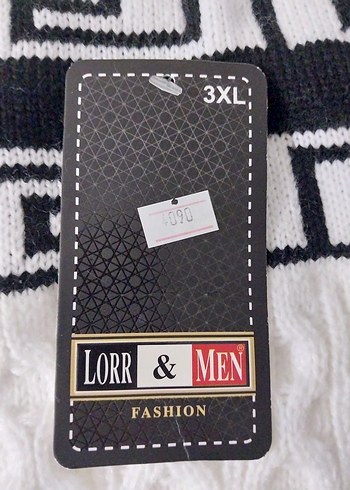 3XL
4090
LORR & MEN®
FASHION